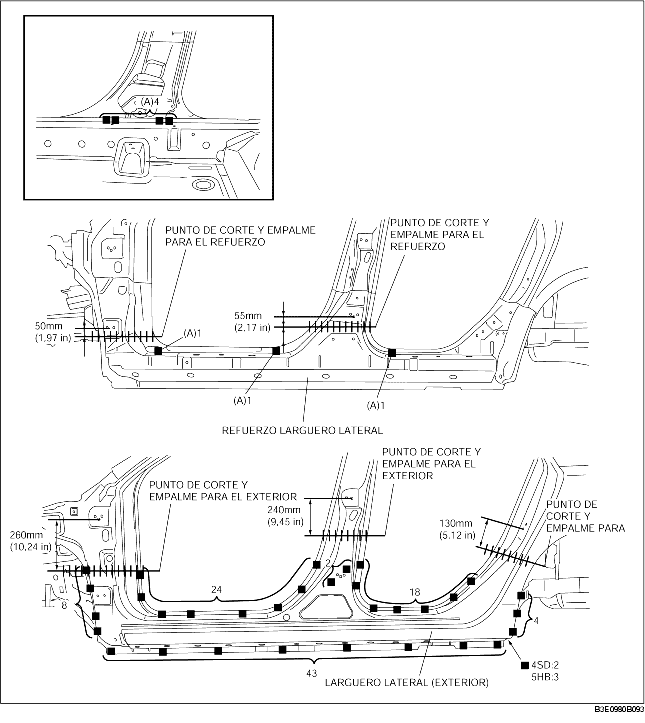 (A)4
PUNTO DE CORTE Y EMPALME
PARA EL REFUERZO
PUNTO DE CORTE Y
EMPALME PARA EL
REFUERZO
50mm
(1,97 in)
55mm
(2,17 in)
(A)1
(A)1
(A)1
REFUERZO LARGUERO LATERAL
PUNTO DE CORTE Y
EMPALME PARA EL EXTERIOR
PUNTO DE CORTE Y
EMPALME PARA EL
EXTERIOR
PUNTO DE
CORTE Y
EMPALME PARA
260mm
(10,24 in)
240mm
(9,45 in)
130mm
(5,12 in)
24
2
18
8
4
43
LARGUERO LATERAL (EXTERIOR)
4SD:2
5HB:3
B3E0980B093